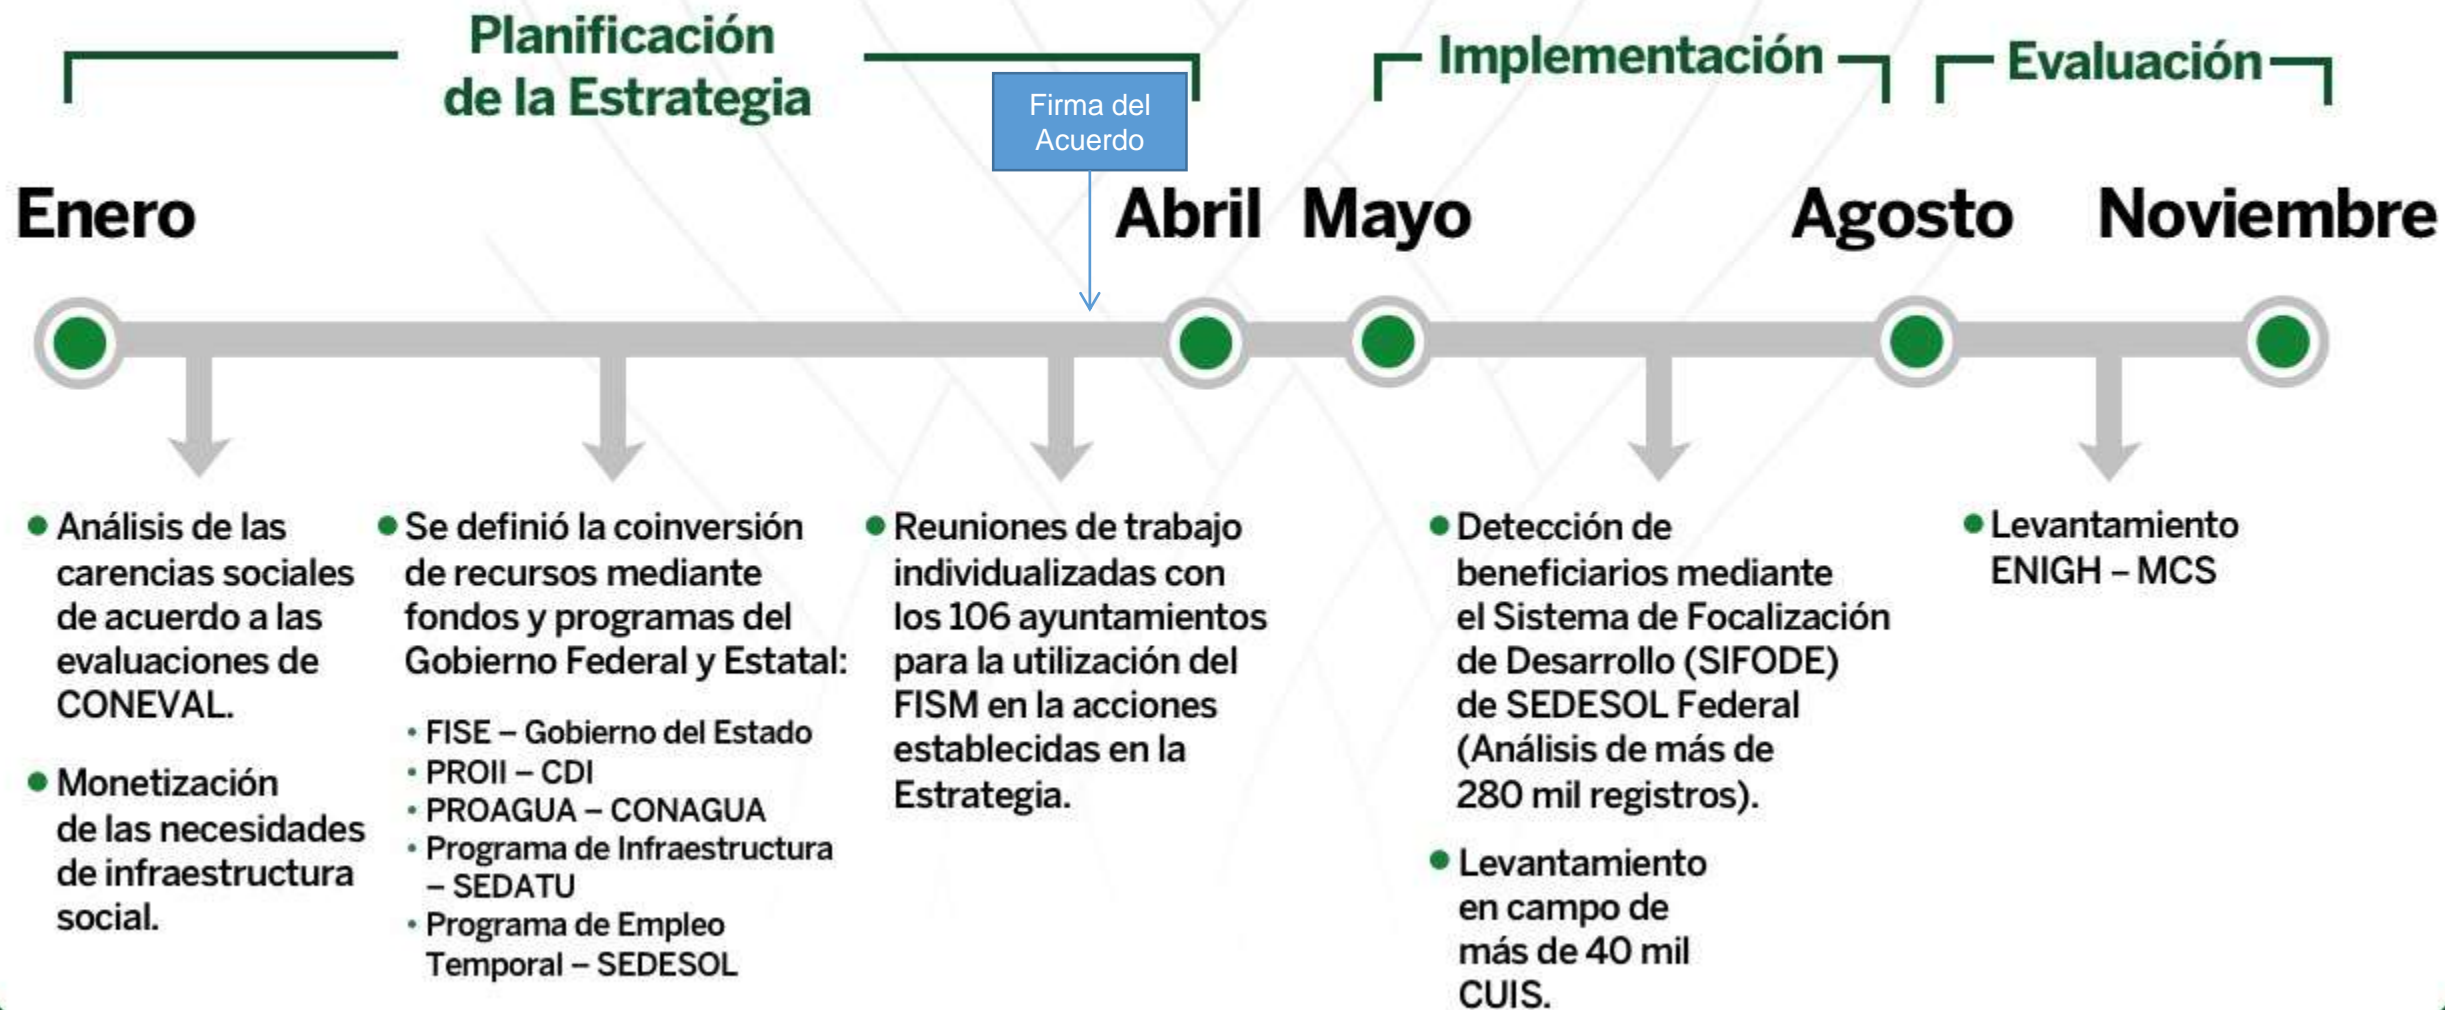 Planificación
de la Estrategia
Implementación
Evaluación
Firma del
Acuerdo
Enero
Abril
Mayo
Agosto
Noviembre
Análisis de las
carencias sociales
de acuerdo a las
evaluaciones de
CONEVAL.
Monetización
de las necesidades
de infraestructura
social.
Se definió la coinversión
de recursos mediante
fondos y programas del
Gobierno Federal y Estatal:
• FISE – Gobierno del Estado
• PROII – CDI
• PROAGUA – CONAGUA
• Programa de Infraestructura
– SEDATU
• Programa de Empleo
Temporal – SEDESOL
Reuniones de trabajo
individualizadas con
los 106 ayuntamientos
para la utilización del
FISM en la acciones
establecidas en la
Estrategia.
Detección de
beneficiarios mediante
el Sistema de Focalización
de Desarrollo (SIFODE)
de SEDESOL Federal
(Análisis de más de
280 mil registros).
Levantamiento
en campo de
más de 40 mil
CUIS.
Levantamiento
ENIGH – MCS